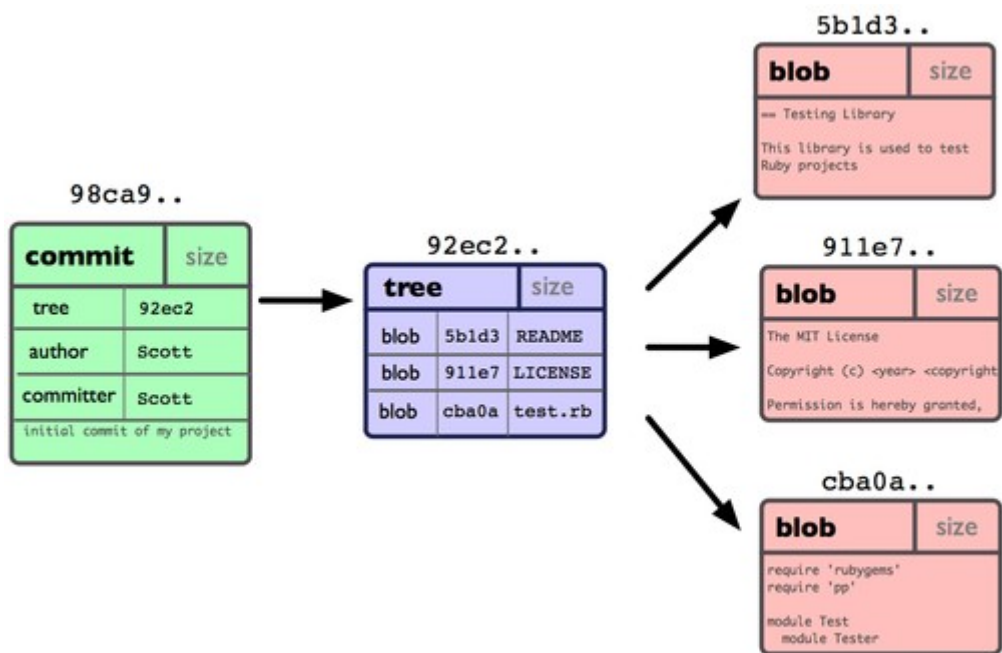 98ca9..
commit size
tree 92ec2
author Scott
committer Scott
initial commit of my project
92ec2..
tree size
blob 5b1d3 README
blob 911e7 LICENSE
blob cba0a test.rb
5b1d3..
blob size
== Testing Library
This library is used to test
Ruby projects
911e7..
blob size
The MIT License
Copyright (c) <year> <copyright
Permission is hereby granted,
cba0a..
blob size
require 'rubygems'
require 'pp'
module Test
module Tester